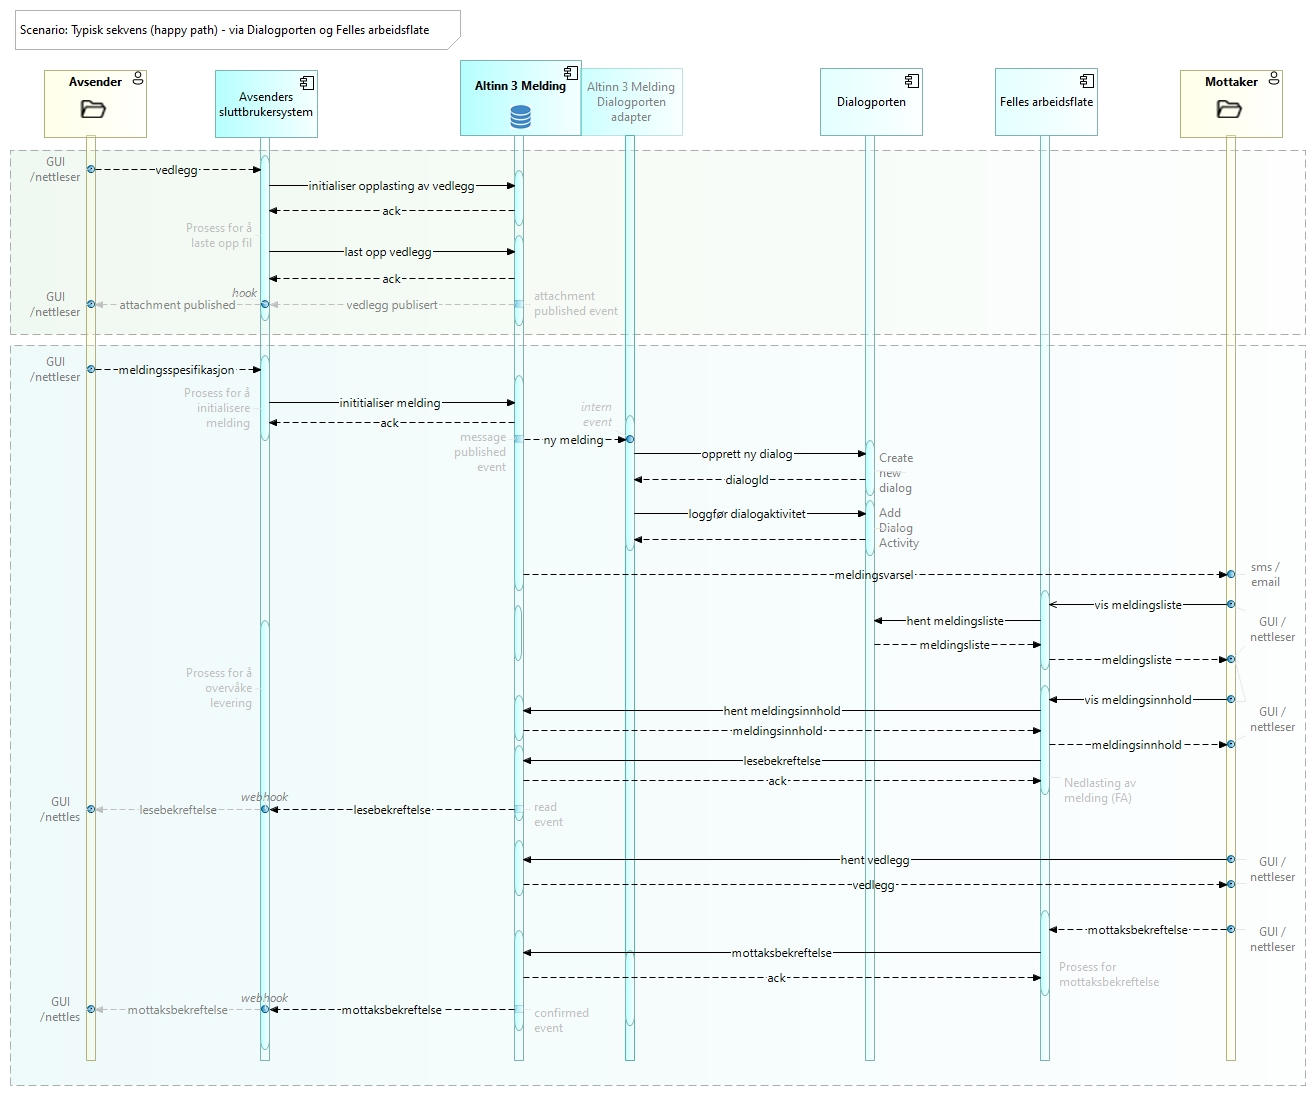 Scenario: Typisk sekvens (happy path) - via Dialogporten og Felles arbeidsflate
Avsender
Avsenders
sluttbrukersystem
Altinn 3 Melding
Altinn 3 Melding
Dialogporten
adapter
Dialogporten
Felles arbeidsflate
Mottaker
GUI
/nettleser
vedlegg
initialiser opplasting av vedlegg
ack
Prosess for å
laste opp fil
last opp vedlegg
ack
hook
GUI
/nettleser
attachment published
vedlegg publisert
attachment
published event
GUI
/nettleser
meldingsspesifikasjon
Prosess for å
initialisere
melding
inititialiser melding
ack
intern
event
message
published
event
ny melding
opprett ny dialog
Create
new
dialog
dialogId
loggfør dialogaktivitet
Add
Dialog
Activity
meldingsvarsel
sms /
email
vis meldingsliste
hent meldingsliste
GUI /
nettleser
meldingsliste
meldingsliste
Prosess for å
overvåke
levering
vis meldingsinnhold
hent meldingsinnhold
GUI /
nettleser
meldingsinnhold
meldingsinnhold
lesebekreftelse
ack
Nedlasting av
melding (FA)
webhook
GUI
/nettles
lesebekreftelse
lesebekreftelse
read
event
hent vedlegg
GUI /
nettleser
vedlegg
mottaksbekreftelse
GUI /
nettleser
mottaksbekreftelse
Prosess for
mottaksbekreftelse
ack
webhook
GUI
/nettles
mottaksbekreftelse
mottaksbekreftelse
confirmed
event